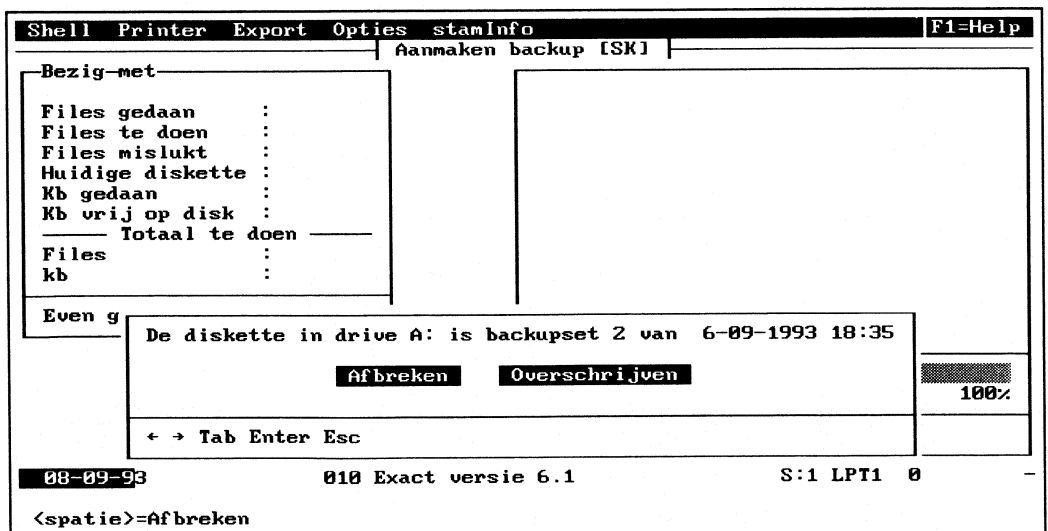 Shell Printer Export Opties stamInfo F1=Help
Aanmaken backup [SK]
Bezig-met
Files gedaan :
Files te doen :
Files mislukt :
Huidige diskette :
Kb gedaan :
Kb vrij op disk :
Totaal te doen
Files :
kb :
Even g
De diskette in drive A: is backupset 2 van 6-09-1993 18:35
Afbreken Overschrijven
100%
← → Tab Enter Esc
08-09-93 010 Exact versie 6.1 S:1 LPT1 0 -
<spatie>=Afbreken